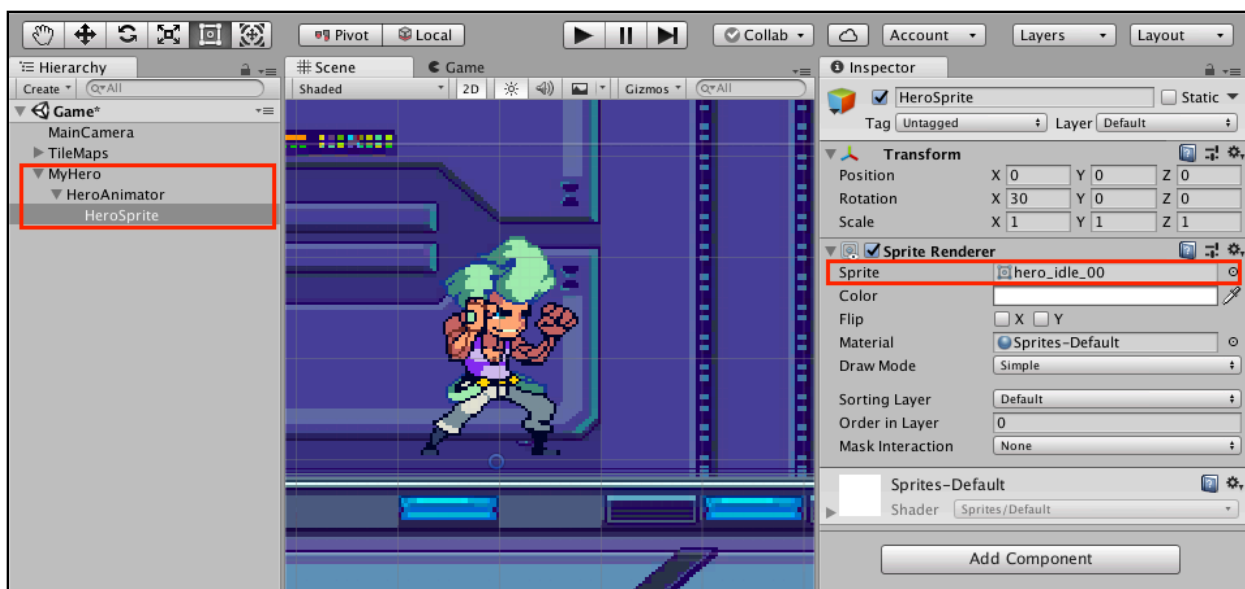 Pivot Local Collab Account Layers Layout
Hierarchy
Create All
Game*
MainCamera
TileMaps
MyHero
HeroAnimator
HeroSprite
Scene Game
Shaded 2D Gizmos All
Inspector
HeroSprite Static
Tag Untagged Layer Default
Transform
Position X 0 Y 0 Z 0
Rotation X 30 Y 0 Z 0
Scale X 1 Y 1 Z 1
Sprite Renderer
Sprite hero_idle_00
Color
Flip X Y
Material Sprites-Default
Draw Mode Simple
Sorting Layer Default
Order in Layer 0
Mask Interaction None
Sprites-Default
Shader Sprites/Default
Add Component